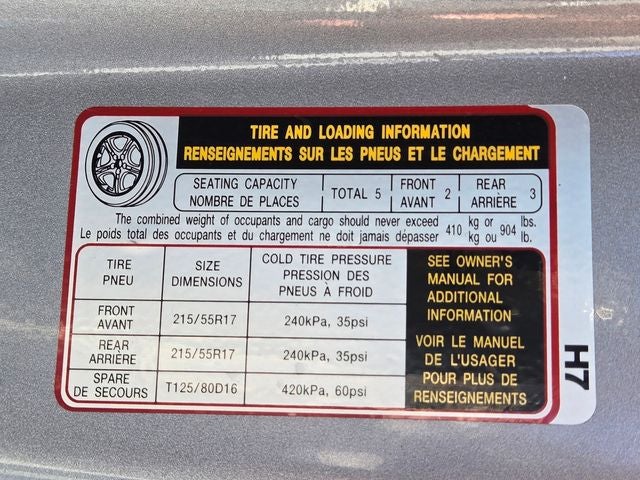 TIRE AND LOADING INFORMATION
RENSEIGNEMENTS SUR LES PNEUS ET LE CHARGEMENT
SEATING CAPACITY
NOMBRE DE PLACES
TOTAL 5
FRONT
AVANT
2
REAR
ARRIÈRE
3
The combined weight of occupants and cargo should never exceed
Le poids total des occupants et du chargement ne doit jamais dépasser
410
kg or
kg ou
904
lbs.
lb.
TIRE
PNEU
SIZE
DIMENSIONS
COLD TIRE PRESSURE
PRESSION DES
PNEUS À FROID
FRONT
AVANT
215/55R17
240kPa, 35psi
REAR
ARRIÈRE
215/55R17
240kPa, 35psi
SPARE
DE SECOURS
T125/80D16
420kPa, 60psi
SEE OWNER'S
MANUAL FOR
ADDITIONAL
INFORMATION
VOIR LE MANUEL
DE L'USAGER
POUR PLUS DE
RENSEIGNEMENTS
H7